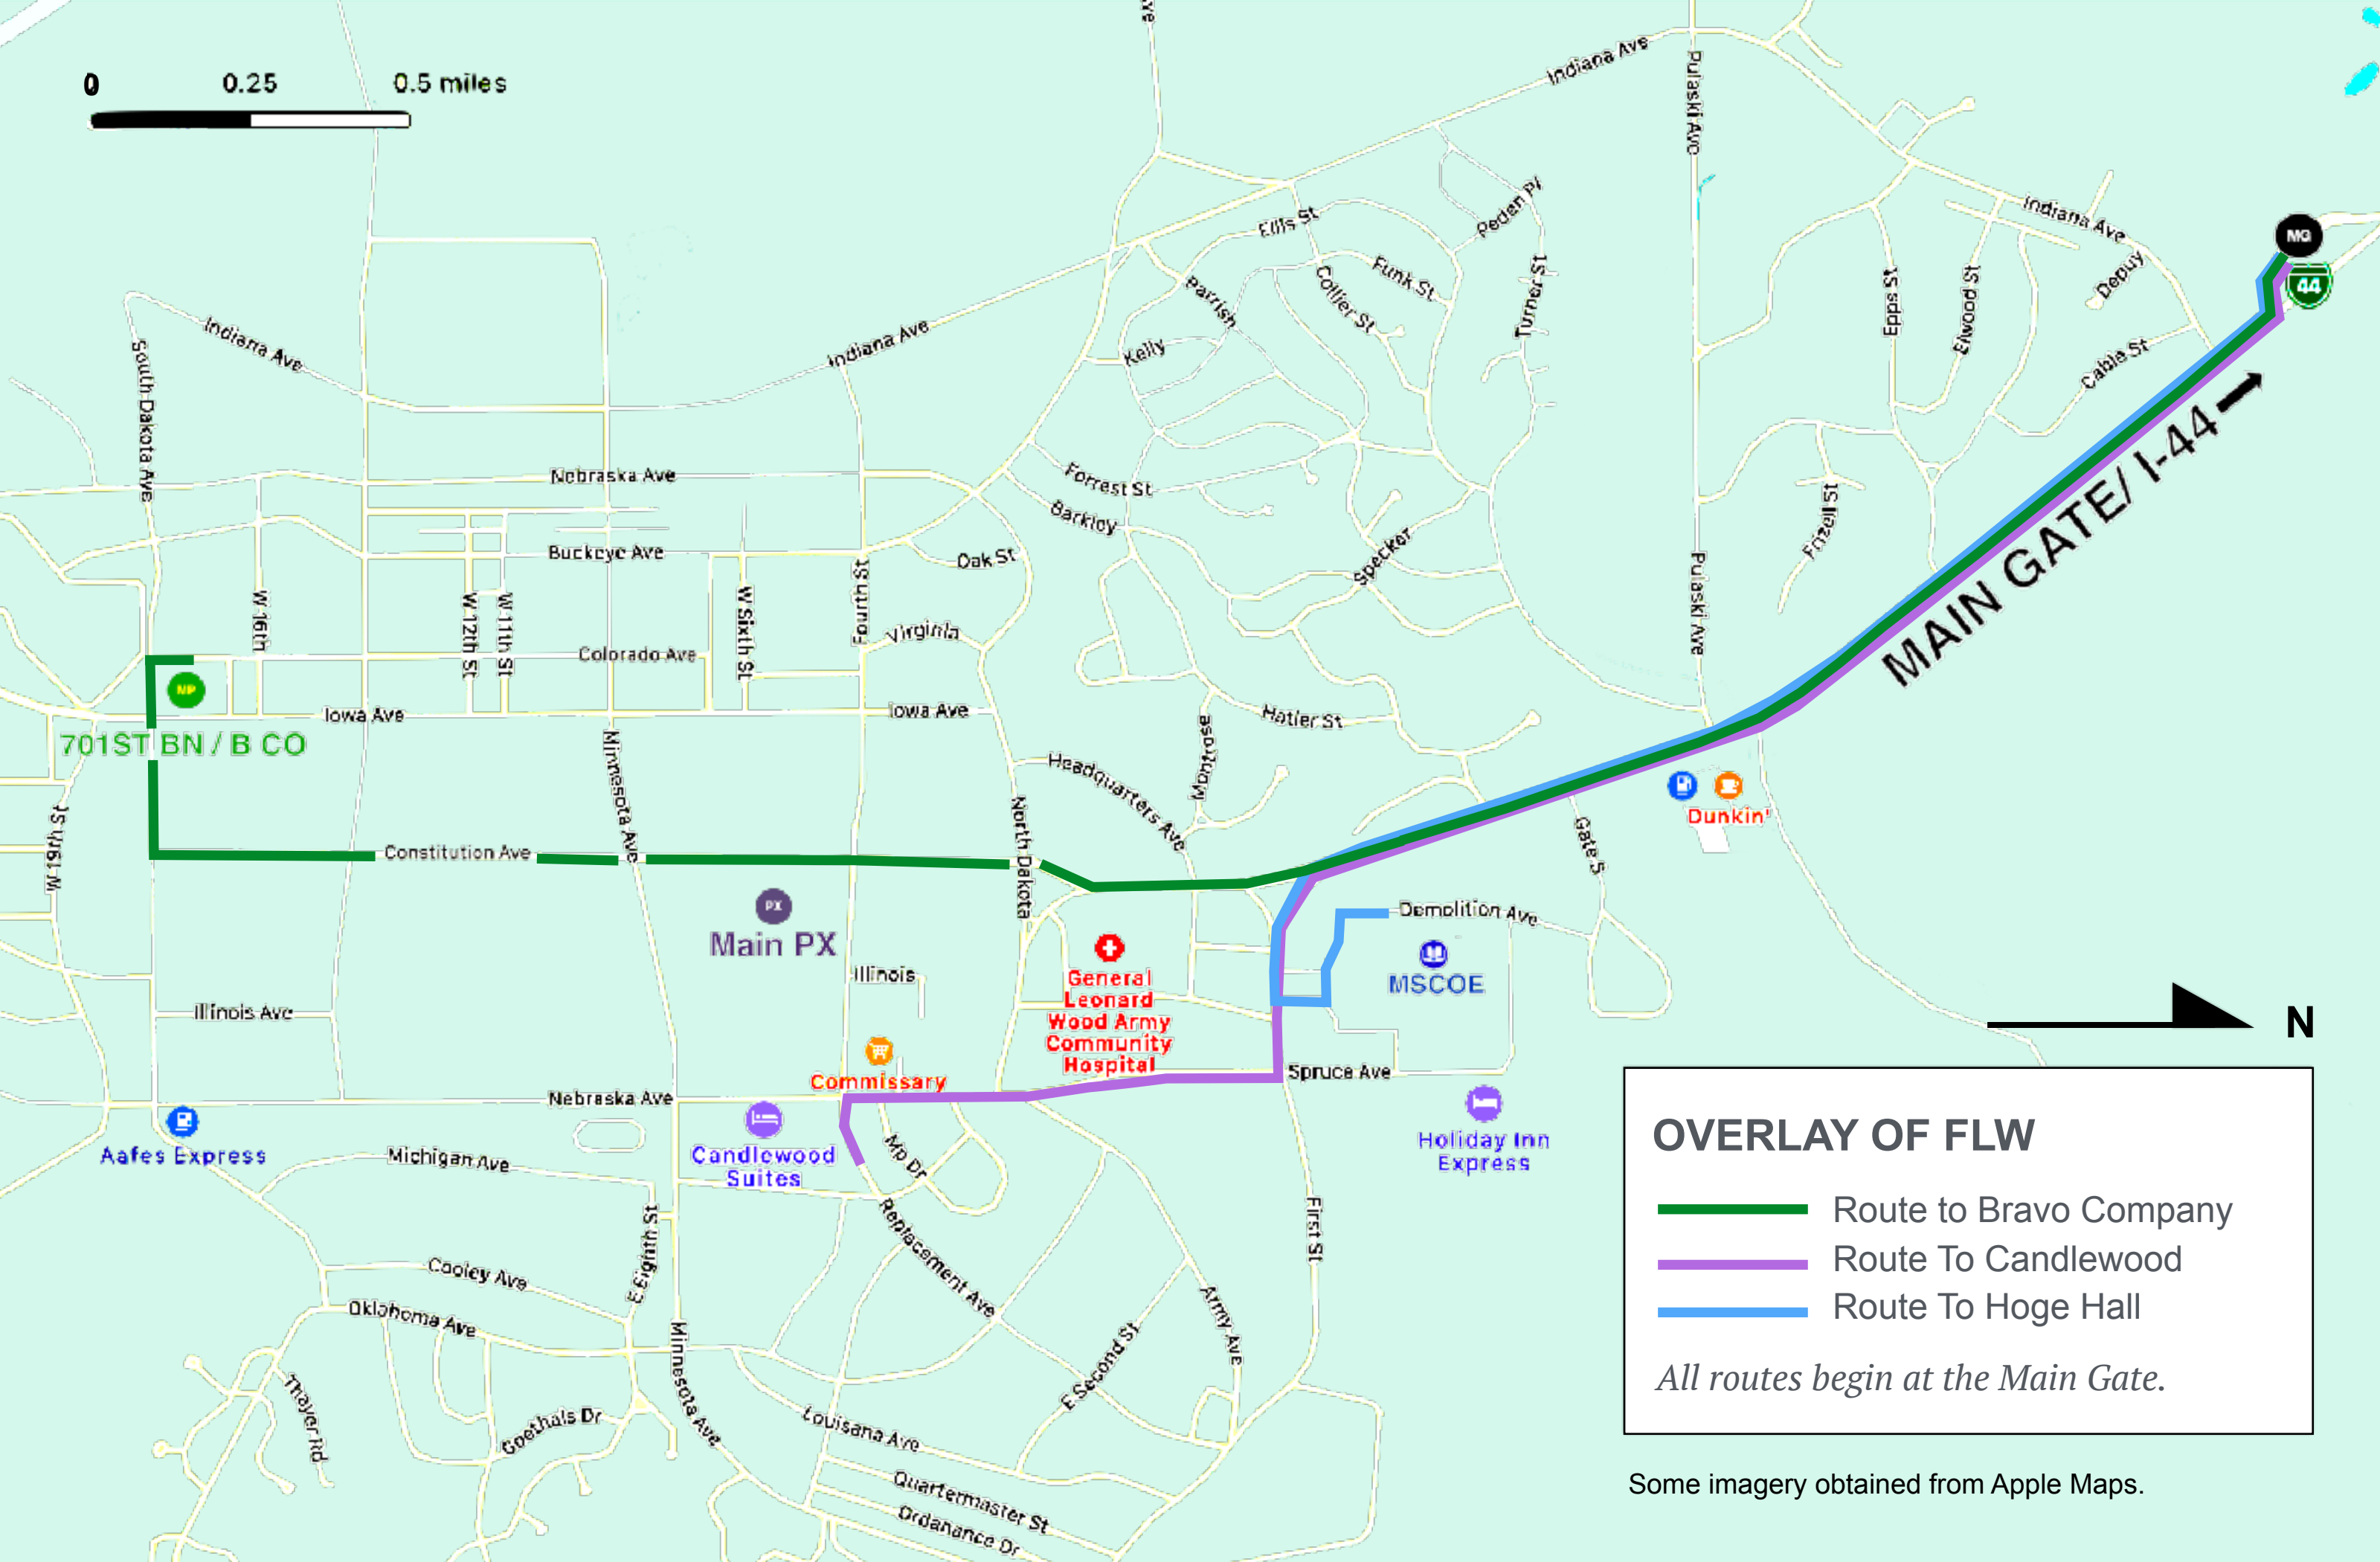 0 0.25 0.5 miles
Indiana Ave
Pulaski Ave
Indiana Ave
Indiana Ave
MG
44
Peden Pl
Ellis St
Funk St
Collier St
Parrish
Turner St
Kelly
Epps St
Elwood St
Depuy
Cable St
Indiana Ave
South Dakota Ave
Indiana Ave
MAIN GATE/ I-44
Nebraska Ave
Forrest St
Barkley
Specker
Frizell St
Buckeye Ave
Oak St
Fourth St
Pulaski Ave
W 16th
W 12th St
W 11th St
W Sixth St
Virginia
Colorado Ave
MP
701ST BN / B CO
Iowa Ave
Iowa Ave
Hatler St
Montrose
Minnesota Ave
Headquarters Ave
North Dakota
Dunkin'
Gate S
W 19th St
Constitution Ave
PX
Main PX
Demolition Ave
MSCOE
Illinois
General
Leonard
Wood Army
Community
Hospital
Illinois Ave
Commissary
Spruce Ave
Nebraska Ave
Aafes Express
Michigan Ave
Candlewood
Suites
Mp Dr
Holiday Inn
Express
N
Replacement Ave
First St
E Eighth St
Cooley Ave
Oklahoma Ave
Army Ave
E Second St
Minnesota Ave
Thayer Rd
Goethals Dr
Louisana Ave
Quartermaster St
Ordanance Dr
OVERLAY OF FLW
Route to Bravo Company
Route To Candlewood
Route To Hoge Hall
All routes begin at the Main Gate.
Some imagery obtained from Apple Maps.